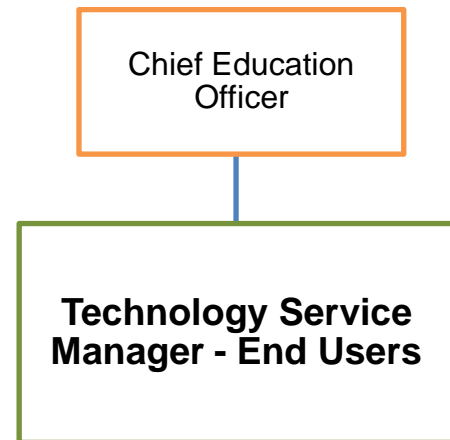 Chief Education
Officer
Technology Service
Manager - End Users